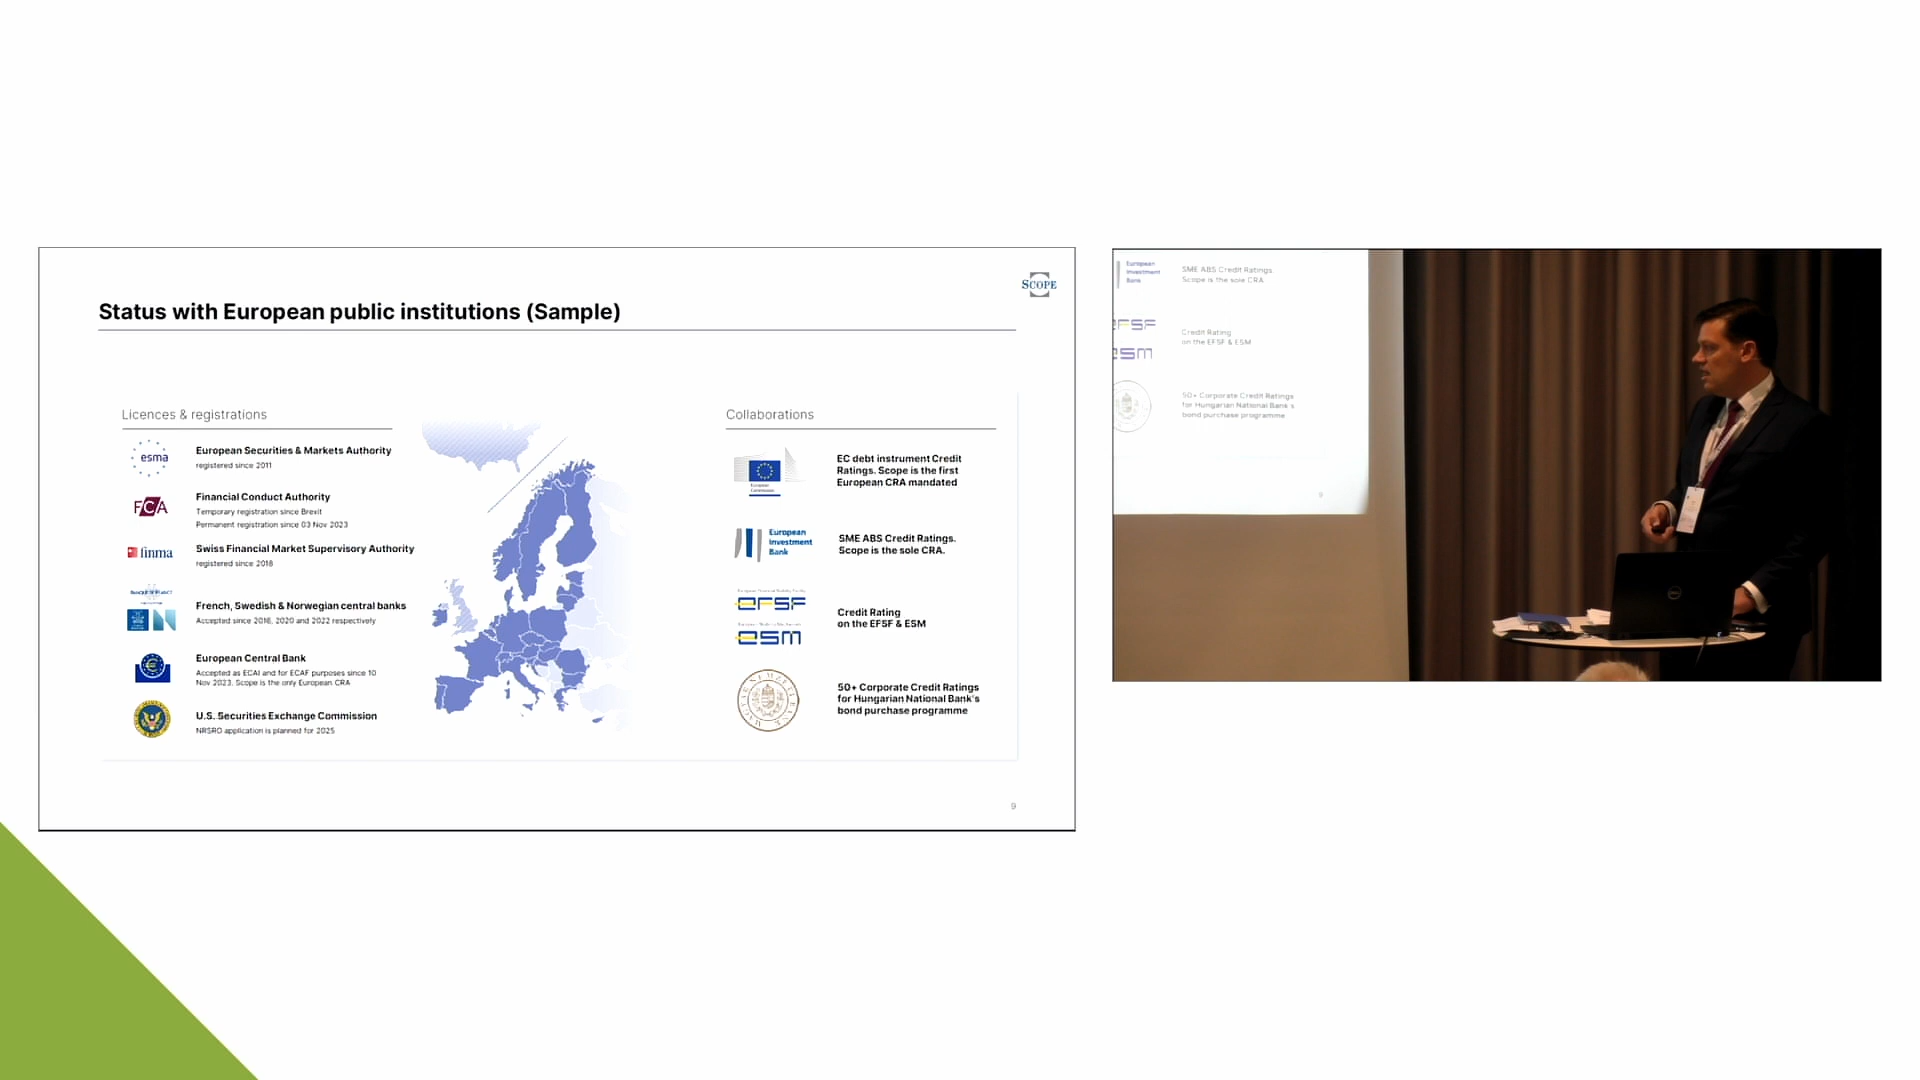 SCOPE
Status with European public institutions (Sample)
Licences & registrations
esma
European Securities & Markets Authority
registered since 2011
FCA
Financial Conduct Authority
Temporary registration since Brexit
Permanent registration since 03 Nov 2023
finma
Swiss Financial Market Supervisory Authority
registered since 2018
BANQUE DE FRANCE
French, Swedish & Norwegian central banks
Accepted since 2016, 2020 and 2022 respectively
European Central Bank
Accepted as ECAI and for ECAF purposes since 10
Nov 2023. Scope is the only European CRA
U.S. Securities Exchange Commission
NRSRO application is planned for 2025
Collaborations
European
Commission
EC debt instrument Credit
Ratings. Scope is the first
European CRA mandated
European
Investment
Bank
SME ABS Credit Ratings.
Scope is the sole CRA.
EFSF
esm
Credit Rating
on the EFSF & ESM
MAGYAR NEMZETI BANK
50+ Corporate Credit Ratings
for Hungarian National Bank's
bond purchase programme
9
European
Investment
Bank
SME ABS Credit Ratings.
Scope is the sole CRA.
EFSF
esm
Credit Rating
on the EFSF & ESM
50+ Corporate Credit Ratings
for Hungarian National Bank's
bond purchase programme
9